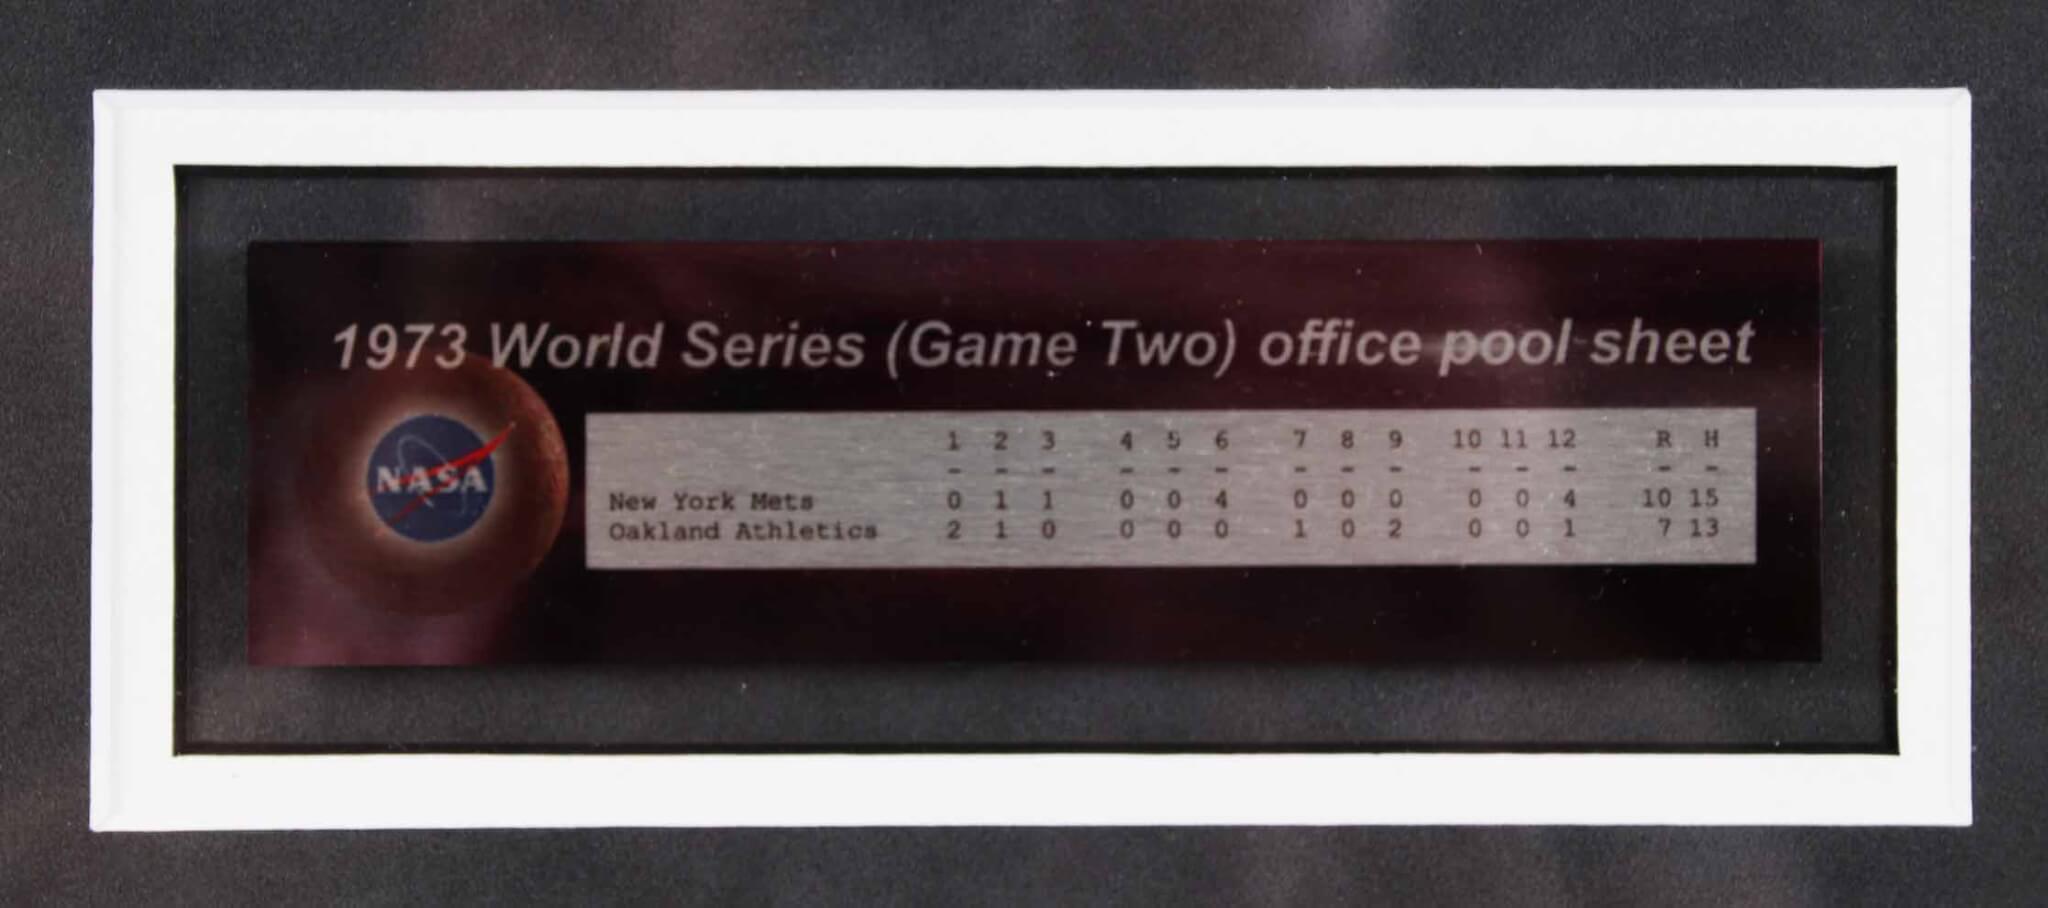 1973 World Series (Game Two) office pool sheet
NASA
1 2 3 4 5 6 7 8 9 10 11 12 R H
- - - - - - - - - - - - - -
New York Mets 0 1 1 0 0 4 0 0 0 0 0 4 10 15
Oakland Athletics 2 1 0 0 0 0 1 0 2 0 0 1 7 13